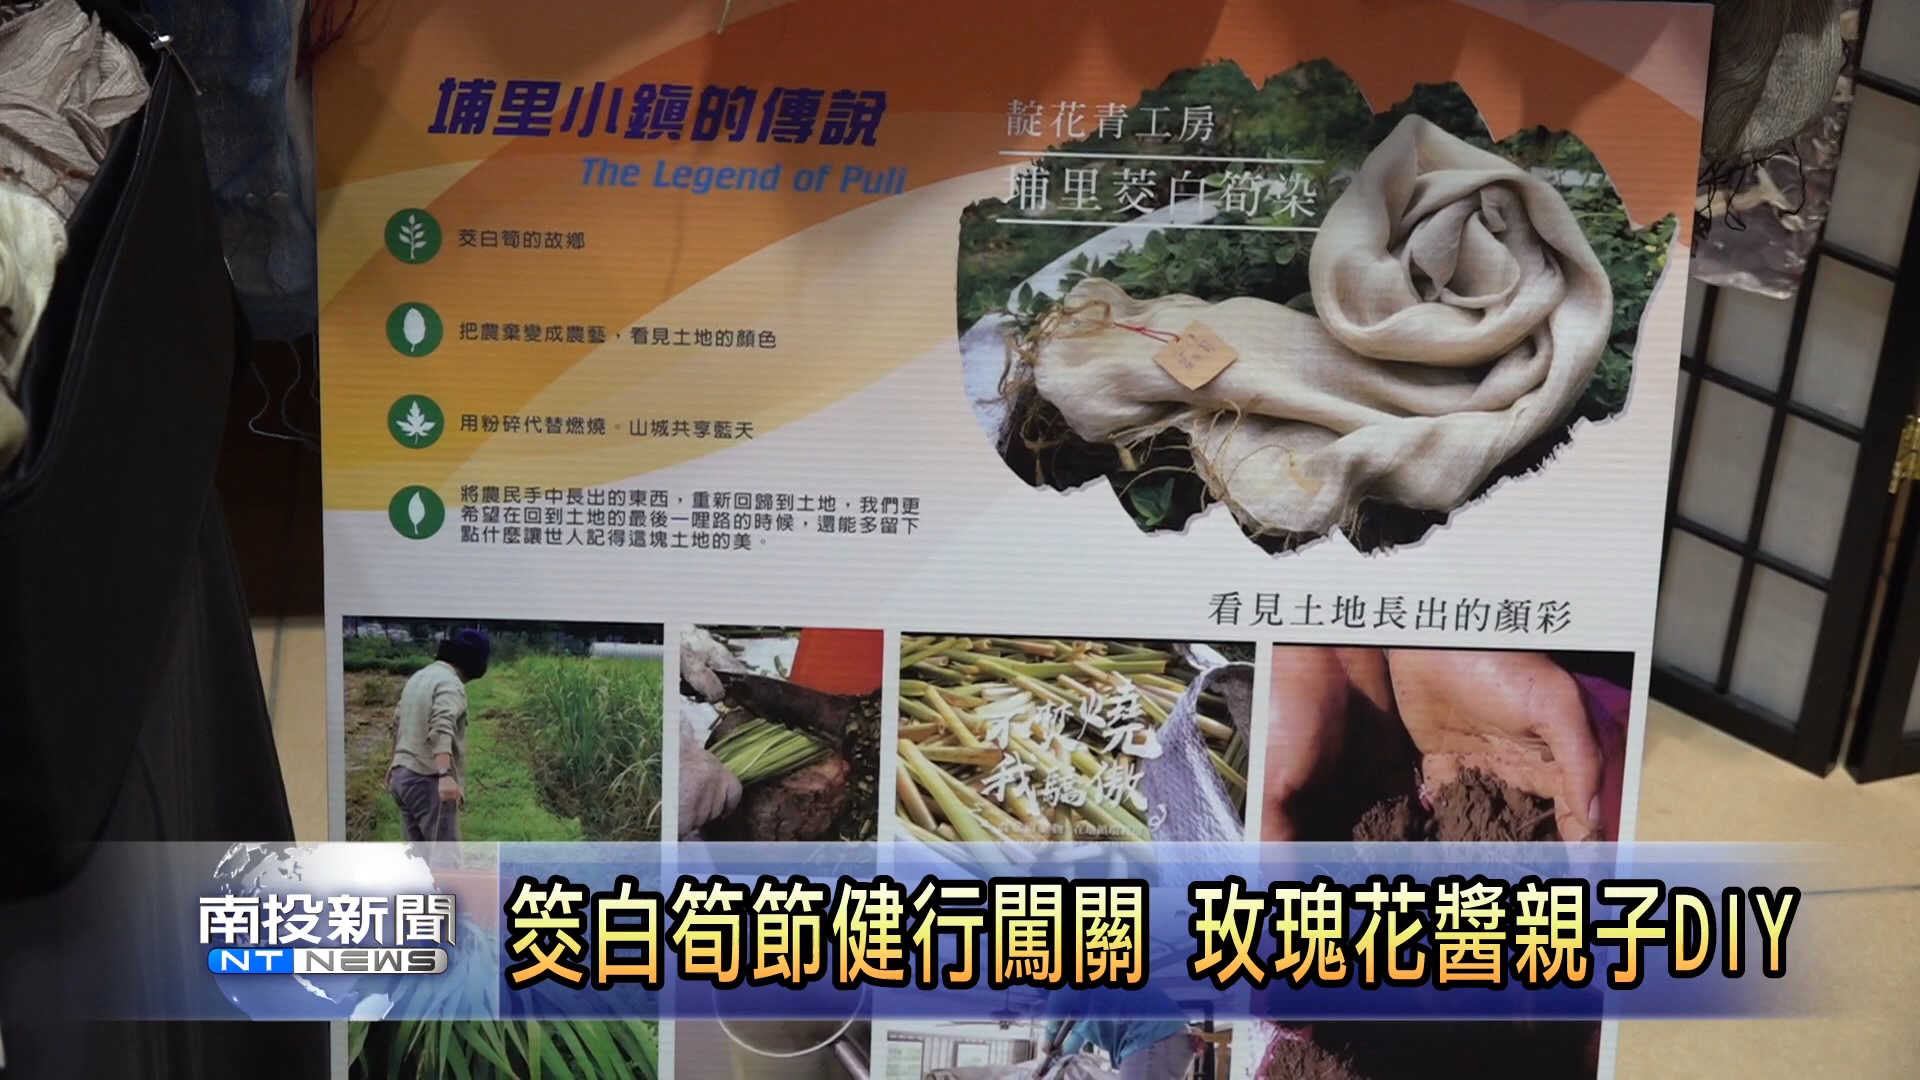 埔里小鎮的傳說
The Legend of Puli
茭白筍的故鄉
把農棄變成農藝，看見土地的顏色
用粉碎代替燃燒。山城共享藍天
將農民手中長出的東西，重新回歸到土地，我們更
希望在回到土地的最後一哩路的時候，還能多留下
點什麼讓世人記得這塊土地的美。
靛花青工房
埔里茭白筍染
看見土地長出的顏彩
不焚燒
我驕傲
南投新聞
NT NEWS
筊白筍節健行闖關 玫瑰花醬親子DIY